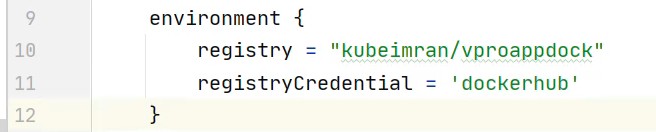 9 environment {
10 registry = "kubeimran/vproappdock"
11 registryCredential = 'dockerhub'
12 }